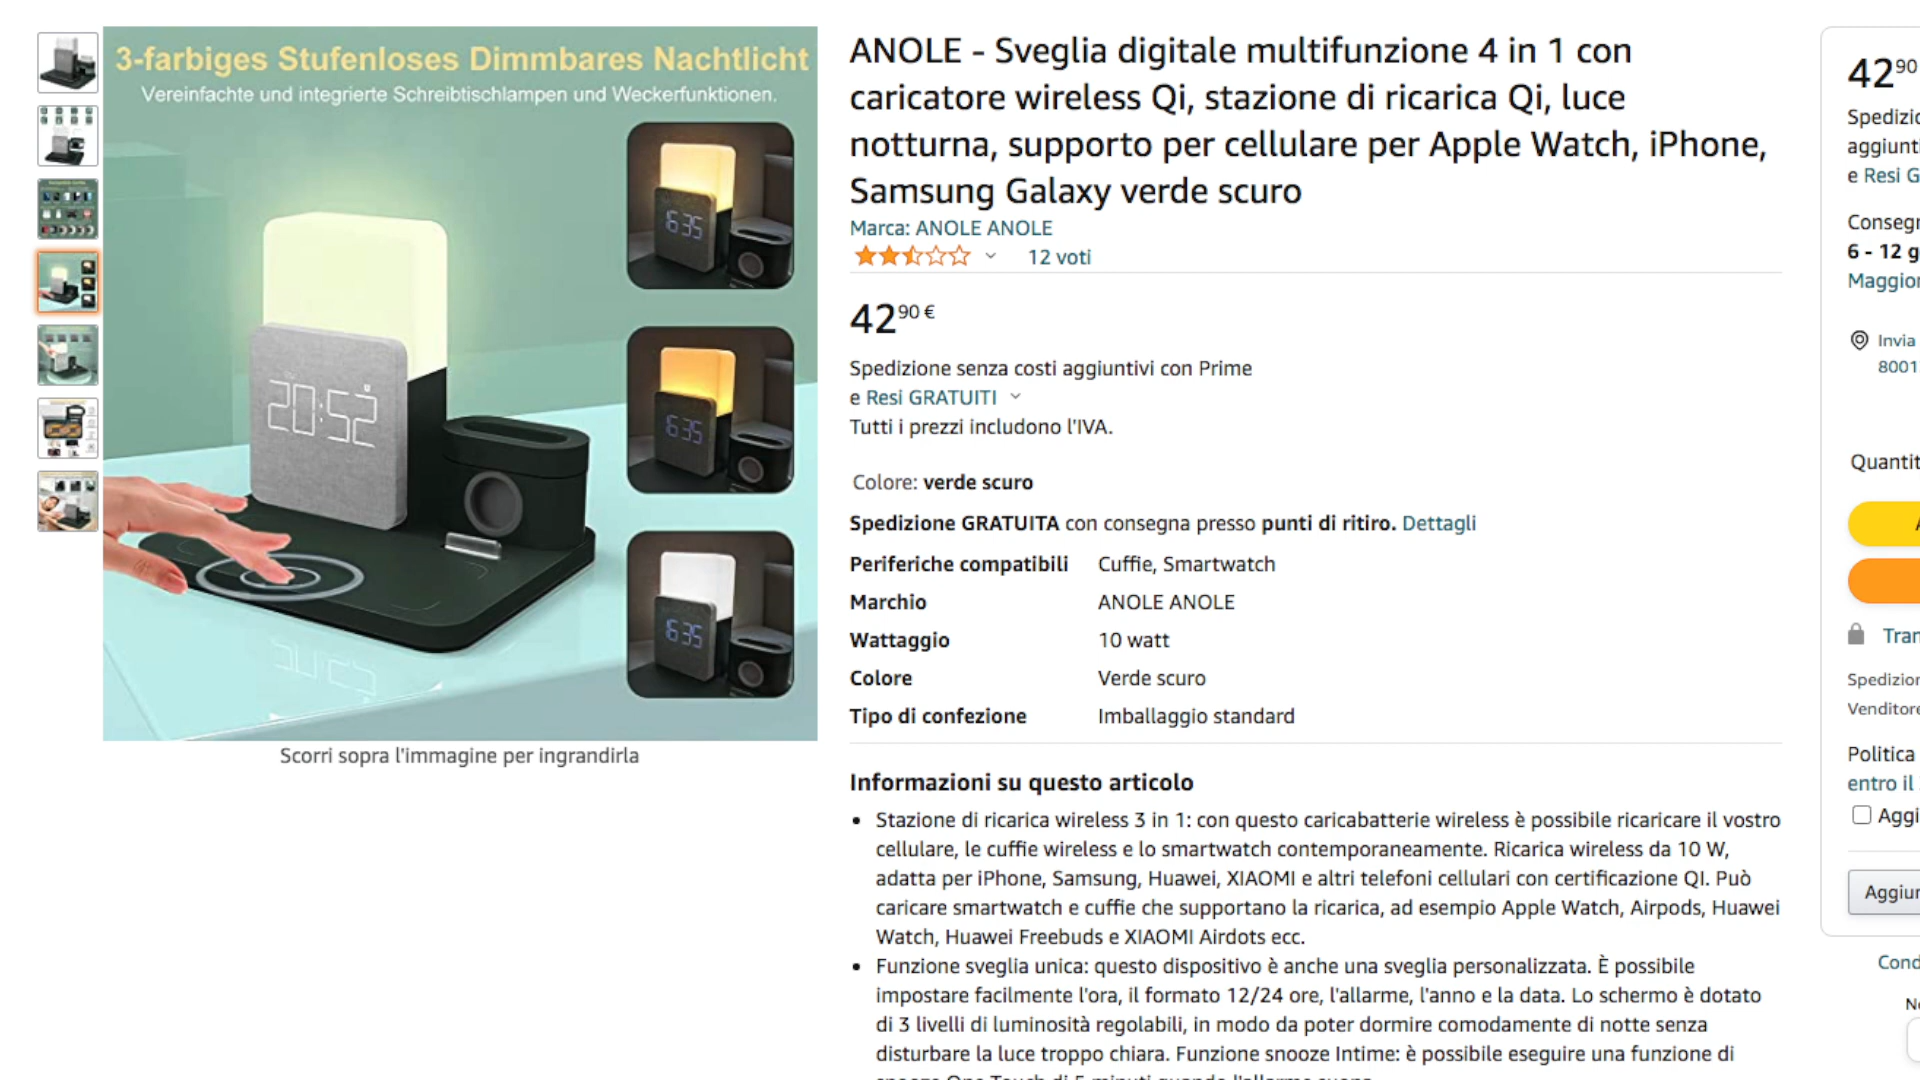 3-farbiges Stufenloses Dimmbares Nachtlicht
Vereinfachte und integrierte Schreibtischlampen und Weckerfunktionen.
20:52
16:35
16:35
16:35
Scorri sopra l'immagine per ingrandirla
ANOLE - Sveglia digitale multifunzione 4 in 1 con
caricatore wireless Qi, stazione di ricarica Qi, luce
notturna, supporto per cellulare per Apple Watch, iPhone,
Samsung Galaxy verde scuro
Marca: ANOLE ANOLE
12 voti
42 90 €
Spedizione senza costi aggiuntivi con Prime
e Resi GRATUITI
Tutti i prezzi includono l'IVA.
Colore: verde scuro
Spedizione GRATUITA con consegna presso punti di ritiro. Dettagli
Periferiche compatibili Cuffie, Smartwatch
Marchio ANOLE ANOLE
Wattaggio 10 watt
Colore Verde scuro
Tipo di confezione Imballaggio standard
Informazioni su questo articolo
• Stazione di ricarica wireless 3 in 1: con questo caricabatterie wireless è possibile ricaricare il vostro
cellulare, le cuffie wireless e lo smartwatch contemporaneamente. Ricarica wireless da 10 W,
adatta per iPhone, Samsung, Huawei, XIAOMI e altri telefoni cellulari con certificazione QI. Può
caricare smartwatch e cuffie che supportano la ricarica, ad esempio Apple Watch, Airpods, Huawei
Watch, Huawei Freebuds e XIAOMI Airdots ecc.
• Funzione sveglia unica: questo dispositivo è anche una sveglia personalizzata. È possibile
impostare facilmente l'ora, il formato 12/24 ore, l'allarme, l'anno e la data. Lo schermo è dotato
di 3 livelli di luminosità regolabili, in modo da poter dormire comodamente di notte senza
disturbare la luce troppo chiara. Funzione snooze Intime: è possibile eseguire una funzione di
42 90
Spedizio
aggiunt
e Resi G
Conseg
6 - 12 g
Maggior
Invia
8001
Quantit
A
Tran
Spedizion
Venditore
Politica
entro il
Aggi
Aggiun
Cond